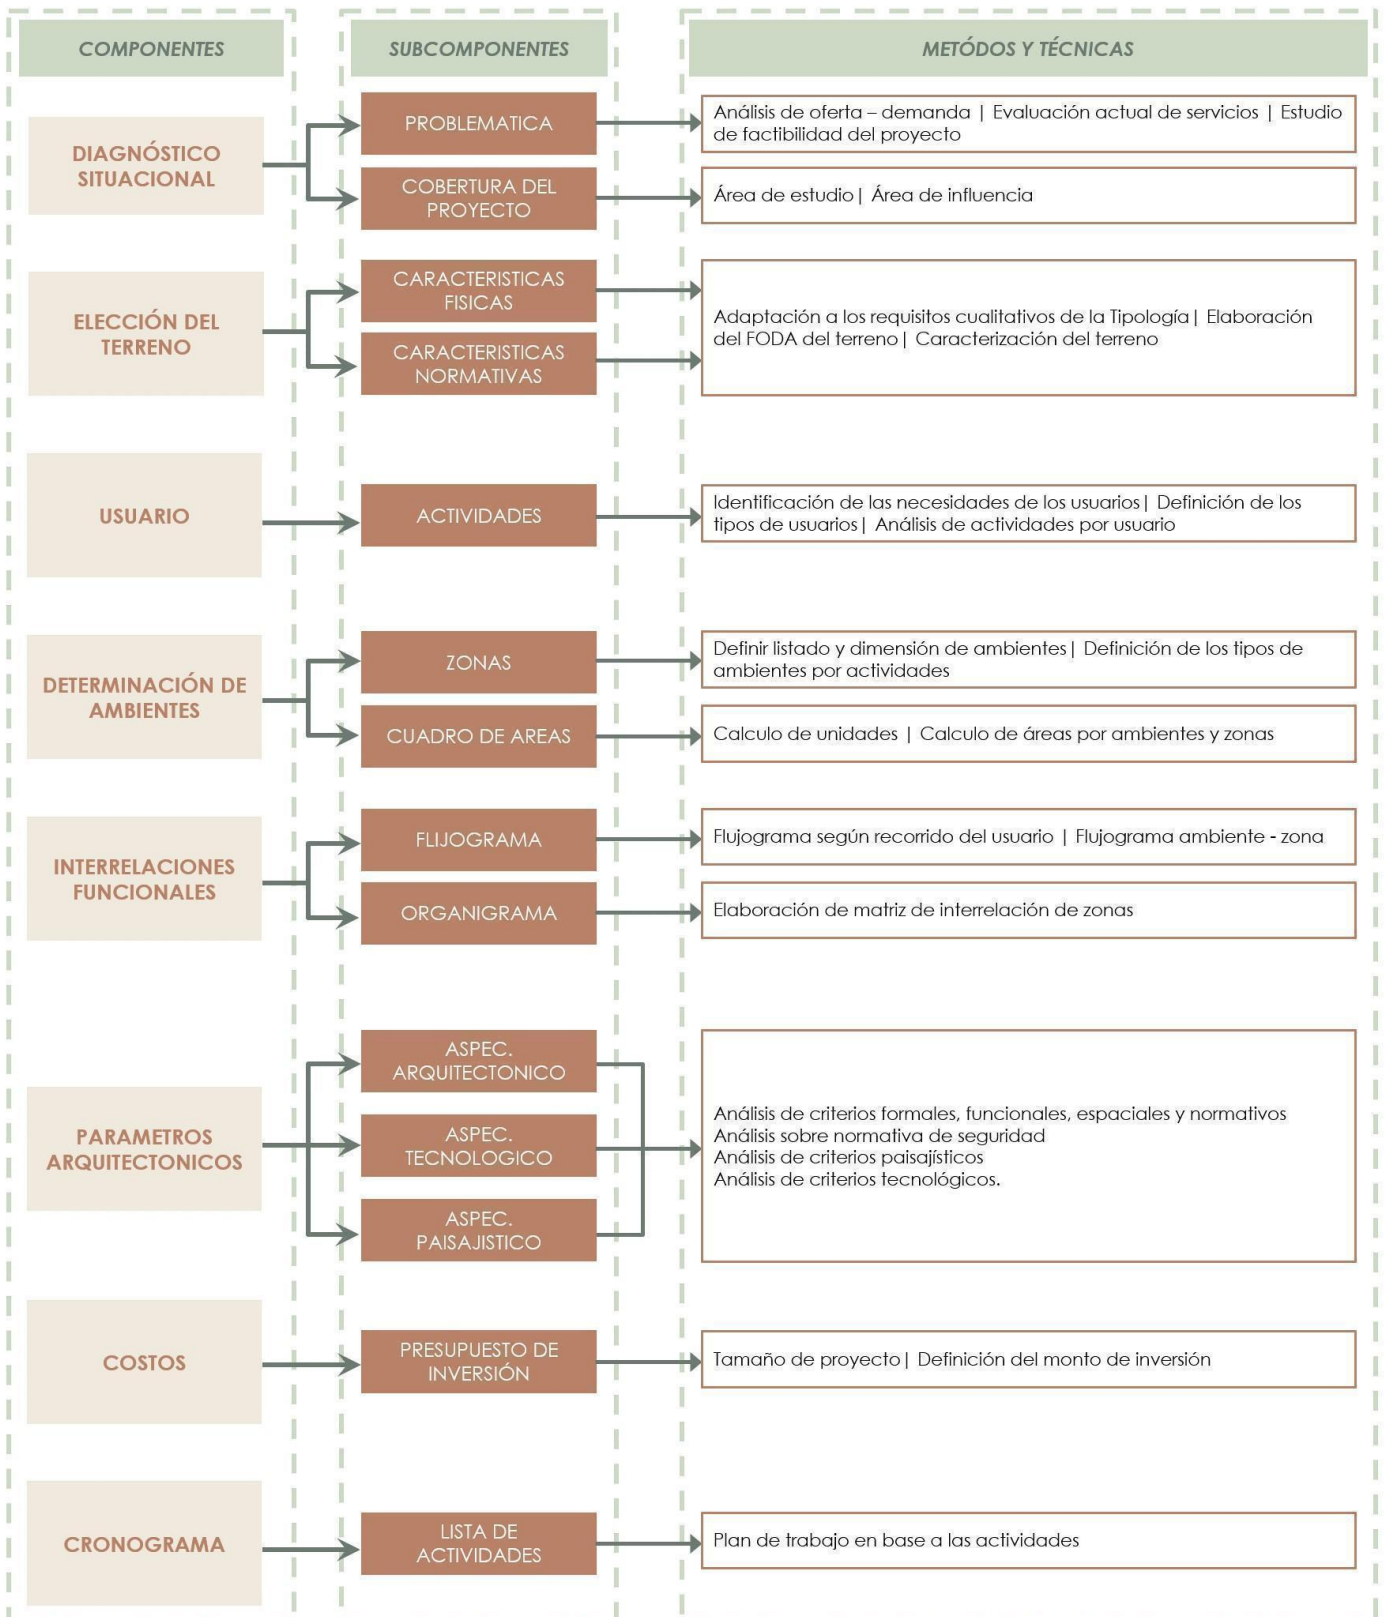 COMPONENTES
SUBCOMPONENTES
METÓDOS Y TÉCNICAS
DIAGNÓSTICO
SITUACIONAL
PROBLEMATICA
Análisis de oferta – demanda | Evaluación actual de servicios | Estudio
de factibilidad del proyecto
COBERTURA DEL
PROYECTO
Área de estudio| Área de influencia
ELECCIÓN DEL
TERRENO
CARACTERISTICAS
FISICAS
CARACTERISTICAS
NORMATIVAS
Adaptación a los requisitos cualitativos de la Tipología| Elaboración
del FODA del terreno| Caracterización del terreno
USUARIO
ACTIVIDADES
Identificación de las necesidades de los usuarios| Definición de los
tipos de usuarios| Análisis de actividades por usuario
DETERMINACIÓN DE
AMBIENTES
ZONAS
Definir listado y dimensión de ambientes| Definición de los tipos de
ambientes por actividades
CUADRO DE AREAS
Calculo de unidades | Calculo de áreas por ambientes y zonas
INTERRELACIONES
FUNCIONALES
FLIJOGRAMA
Flujograma según recorrido del usuario | Flujograma ambiente - zona
ORGANIGRAMA
Elaboración de matriz de interrelación de zonas
PARAMETROS
ARQUITECTONICOS
ASPEC.
ARQUITECTONICO
ASPEC.
TECNOLOGICO
ASPEC.
PAISAJISTICO
Análisis de criterios formales, funcionales, espaciales y normativos
Análisis sobre normativa de seguridad
Análisis de criterios paisajísticos
Análisis de criterios tecnológicos.
COSTOS
PRESUPUESTO DE
INVERSIÓN
Tamaño de proyecto| Definición del monto de inversión
CRONOGRAMA
LISTA DE
ACTIVIDADES
Plan de trabajo en base a las actividades